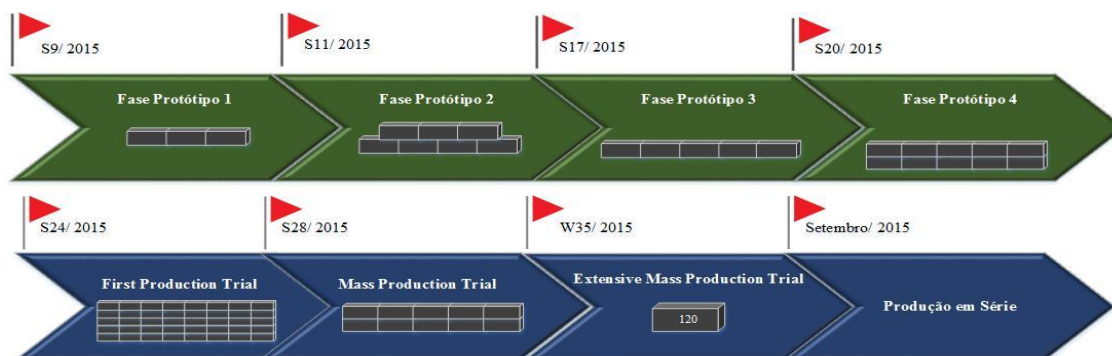 S9/ 2015
S11/ 2015
S17/ 2015
S20/ 2015
Fase Protótipo 1
Fase Protótipo 2
Fase Protótipo 3
Fase Protótipo 4
S24/ 2015
S28/ 2015
W35/ 2015
Setembro/ 2015
First Production Trial
Mass Production Trial
Extensive Mass Production Trial
120
Produção em Série